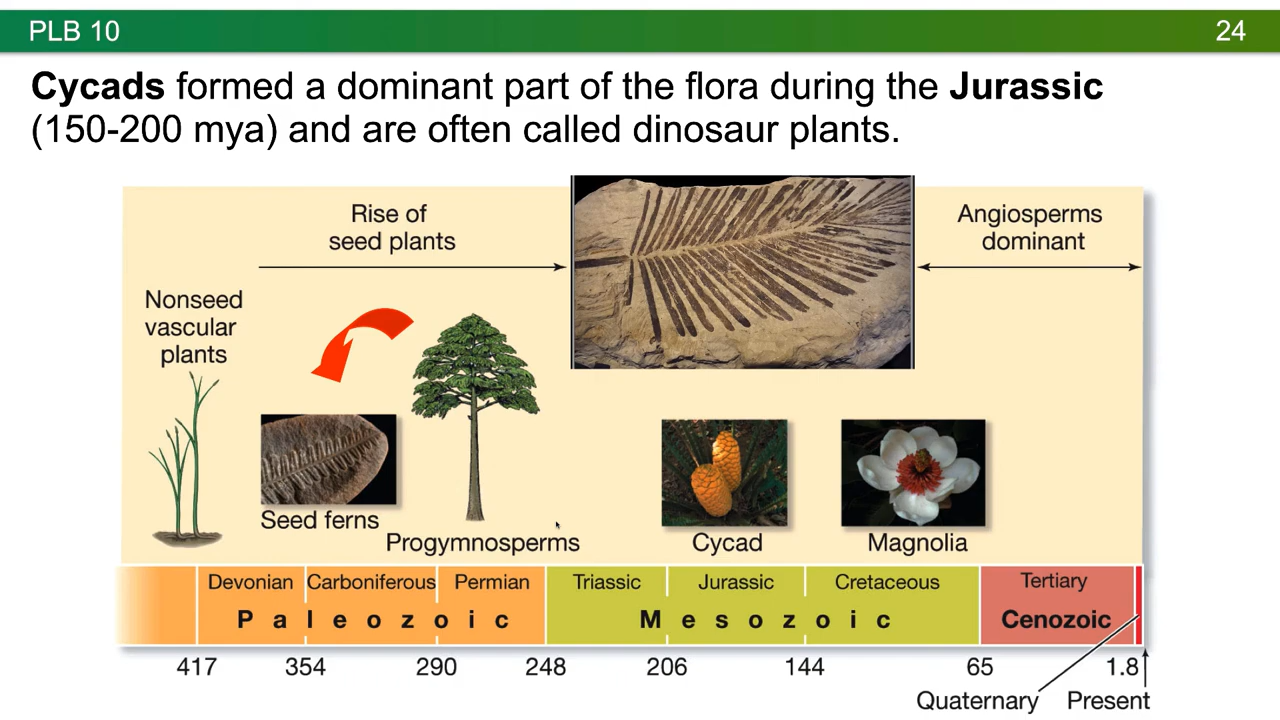 PLB 10
24
Cycads formed a dominant part of the flora during the Jurassic
(150-200 mya) and are often called dinosaur plants.
Rise of
seed plants
Angiosperms
dominant
Nonseed
vascular
plants
Seed ferns
Progymnosperms
Cycad
Magnolia
Devonian
Carboniferous
Permian
Triassic
Jurassic
Cretaceous
Tertiary
Paleozoic
Mesozoic
Cenozoic
417
354
290
248
206
144
65
1.8
Quaternary
Present